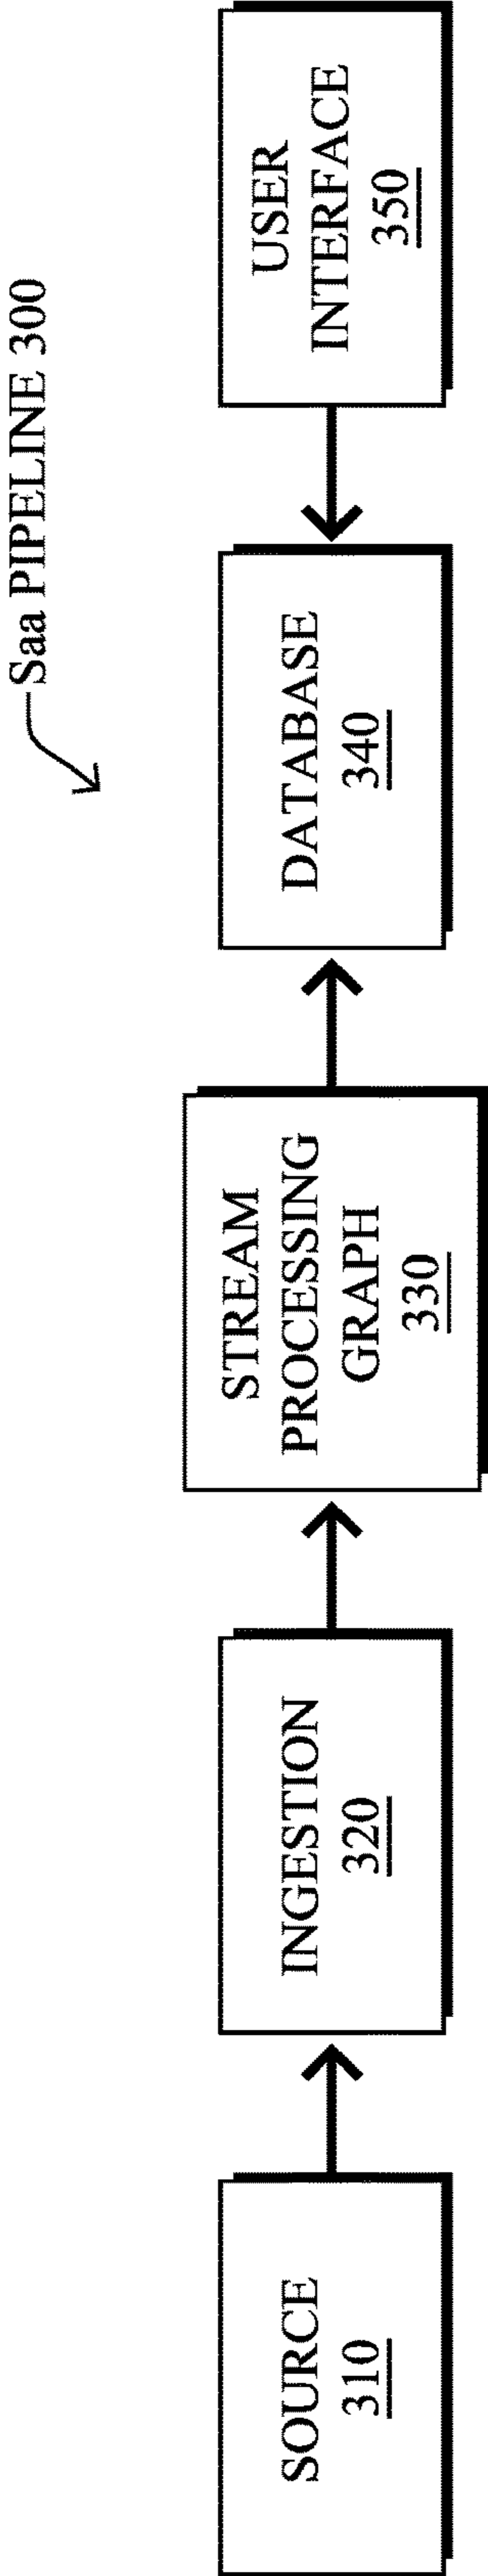 Saa PIPELINE 300
SOURCE
310
INGESTION
320
STREAM
PROCESSING
GRAPH
330
DATABASE
340
USER
INTERFACE
350